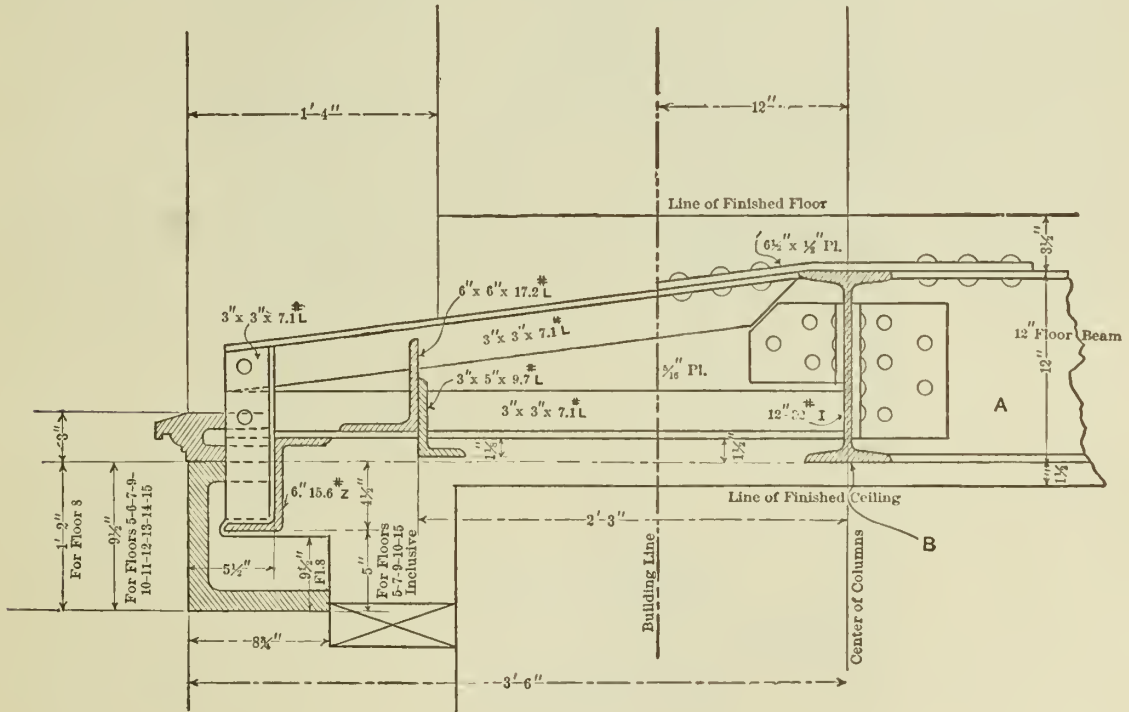 1'-4"
12"
Line of Finished Floor
6½" x ⅛" Pl.
3½"
6" x 6" x 17.2# L
3" x 3" x 7.1# L
3" x 3" x 7.1# L
12" Floor Beam
12"
5/16" Pl.
3" x 5" x 9.7# L
A
3" x 3" x 7.1# L
12"-32# I
3"
1⅛"
1½"
1½"
6." 15.6# Z
4½"
Line of Finished Ceiling
1'-2"
For Floor 8
9½"
For Floors 5-6-7-9-
10-11-12-13-14-15
2'-3"
B
5½"
9½"
Fl.8
5"
For Floors
5-7-9-10-15
Inclusive
Building Line
Center of Columns
3'-6"